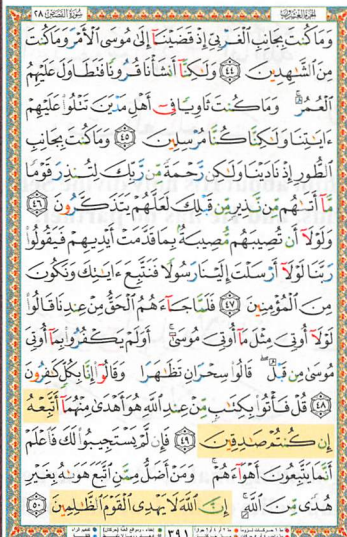 سُورَةُ القَصَصِ ٢٨
وَمَا كُنتَ بِجَانِبِ ٱلْغَرْبِىِّ إِذْ قَضَيْنَآ إِلَىٰ مُوسَى ٱلْأَمْرَ وَمَا كُنتَ
مِنَ ٱلشَّـٰهِدِينَ ٤٤ وَلَـٰكِنَّآ أَنشَأْنَا قُرُونًا فَتَطَاوَلَ عَلَيْهِمُ
ٱلْعُمُرُ ۚ وَمَا كُنتَ ثَاوِيًا فِىٓ أَهْلِ مَدْيَنَ تَتْلُوا۟ عَلَيْهِمْ
ءَايَـٰتِنَا وَلَـٰكِنَّا كُنَّا مُرْسِلِينَ ٤٥ وَمَا كُنتَ بِجَانِبِ
ٱلطُّورِ إِذْ نَادَيْنَا وَلَـٰكِن رَّحْمَةً مِّن رَّبِّكَ لِتُنذِرَ قَوْمًا
مَّآ أَتَىٰهُم مِّن نَّذِيرٍ مِّن قَبْلِكَ لَعَلَّهُمْ يَتَذَكَّرُونَ ٤٦
وَلَوْلَآ أَن تُصِيبَهُم مُّصِيبَةٌۢ بِمَا قَدَّمَتْ أَيْدِيهِمْ فَيَقُولُوا۟
رَبَّنَا لَوْلَآ أَرْسَلْتَ إِلَيْنَا رَسُولًا فَنَتَّبِعَ ءَايَـٰتِكَ وَنَكُونَ
مِنَ ٱلْمُؤْمِنِينَ ٤٧ فَلَمَّا جَآءَهُمُ ٱلْحَقُّ مِنْ عِندِنَا قَالُوا۟
لَوْلَآ أُوتِىَ مِثْلَ مَآ أُوتِىَ مُوسَىٰٓ ۚ أَوَلَمْ يَكْفُرُوا۟ بِمَآ أُوتِىَ
مُوسَىٰ مِن قَبْلُ ۖ قَالُوا۟ سِحْرَانِ تَظَـٰهَرَا وَقَالُوٓا۟ إِنَّا بِكُلٍّ كَـٰفِرُونَ
٤٨ قُلْ فَأْتُوا۟ بِكِتَـٰبٍ مِّنْ عِندِ ٱللَّهِ هُوَ أَهْدَىٰ مِنْهُمَآ أَتَّبِعْهُ
إِن كُنتُمْ صَـٰدِقِينَ ٤٩ فَإِن لَّمْ يَسْتَجِيبُوا۟ لَكَ فَٱعْلَمْ
أَنَّمَا يَتَّبِعُونَ أَهْوَآءَهُمْ ۚ وَمَنْ أَضَلُّ مِمَّنِ ٱتَّبَعَ هَوَىٰهُ بِغَيْرِ
هُدًى مِّنَ ٱللَّهِ ۚ إِنَّ ٱللَّهَ لَا يَهْدِى ٱلْقَوْمَ ٱلظَّـٰلِمِينَ ٥٠
٣٩١